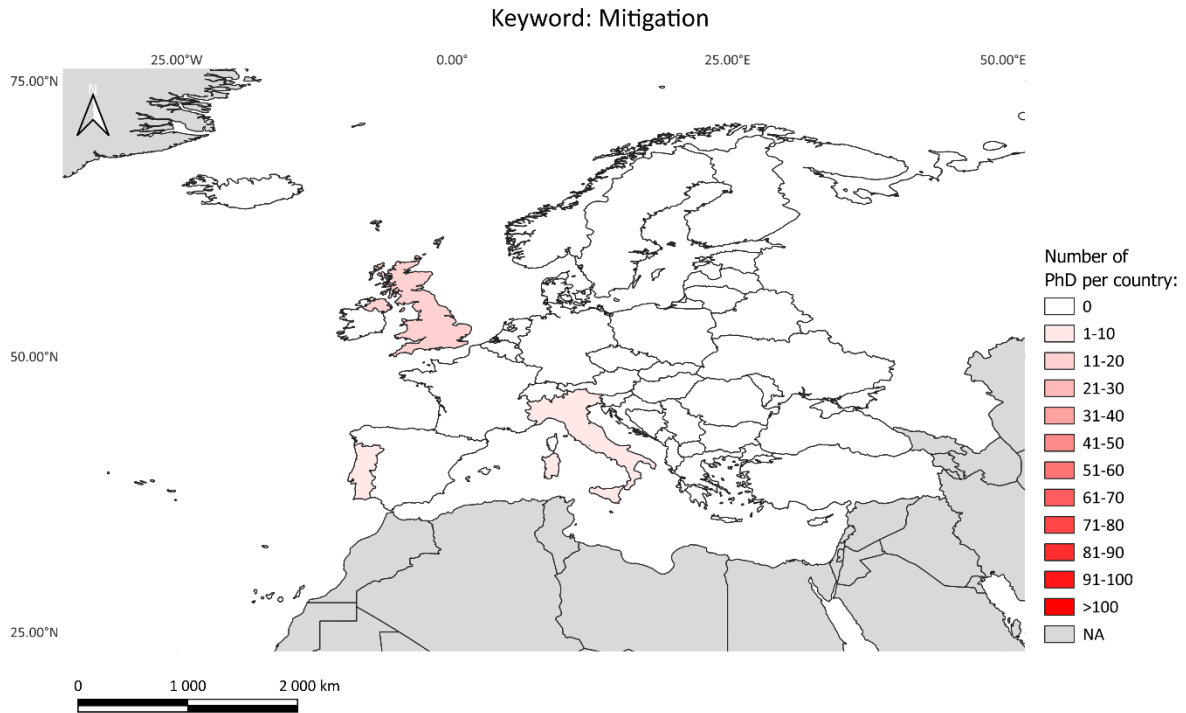 Keyword: Mitigation
25.00°W
0.00°
25.00°E
50.00°E
75.00°N
N
50.00°N
25.00°N
Number of
PhD per country:
0
1-10
11-20
21-30
31-40
41-50
51-60
61-70
71-80
81-90
91-100
>100
NA
0
1 000
2 000 km